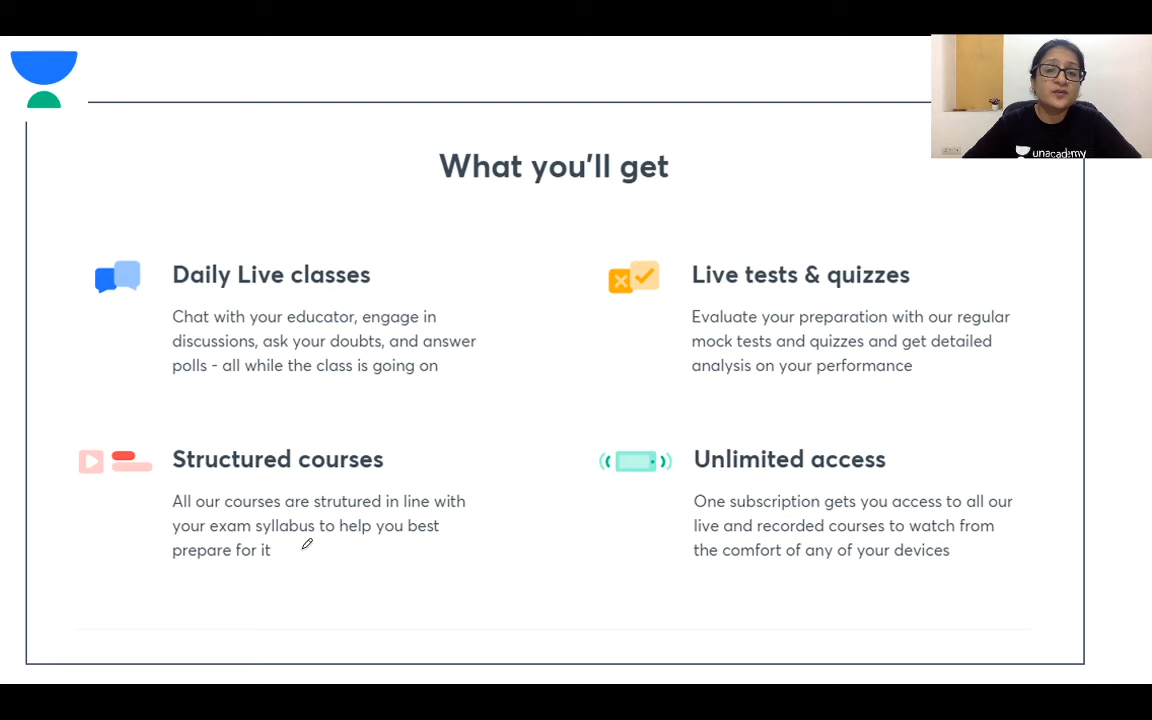 unacademy
What you'll get
Daily Live classes
Chat with your educator, engage in
discussions, ask your doubts, and answer
polls - all while the class is going on
Live tests & quizzes
Evaluate your preparation with our regular
mock tests and quizzes and get detailed
analysis on your performance
Structured courses
All our courses are strutured in line with
your exam syllabus to help you best
prepare for it
Unlimited access
One subscription gets you access to all our
live and recorded courses to watch from
the comfort of any of your devices